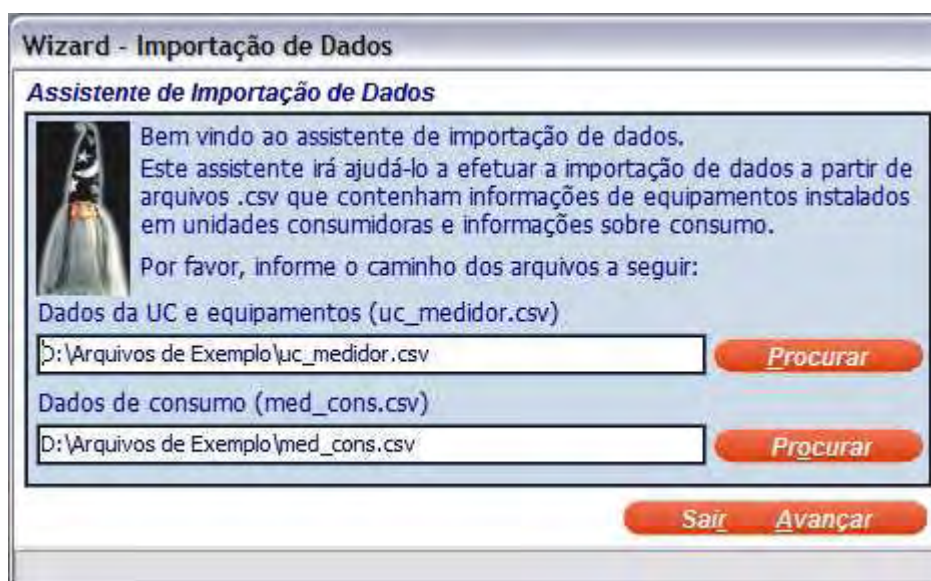 Wizard - Importação de Dados
Assistente de Importação de Dados
Bem vindo ao assistente de importação de dados.
Este assistente irá ajudá-lo a efetuar a importação de dados a partir de
arquivos .csv que contenham informações de equipamentos instalados
em unidades consumidoras e informações sobre consumo.
Por favor, informe o caminho dos arquivos a seguir:
Dados da UC e equipamentos (uc_medidor.csv)
D:\Arquivos de Exemplo\uc_medidor.csv
Procurar
Dados de consumo (med_cons.csv)
D:\Arquivos de Exemplo\med_cons.csv
Procurar
Sair Avançar